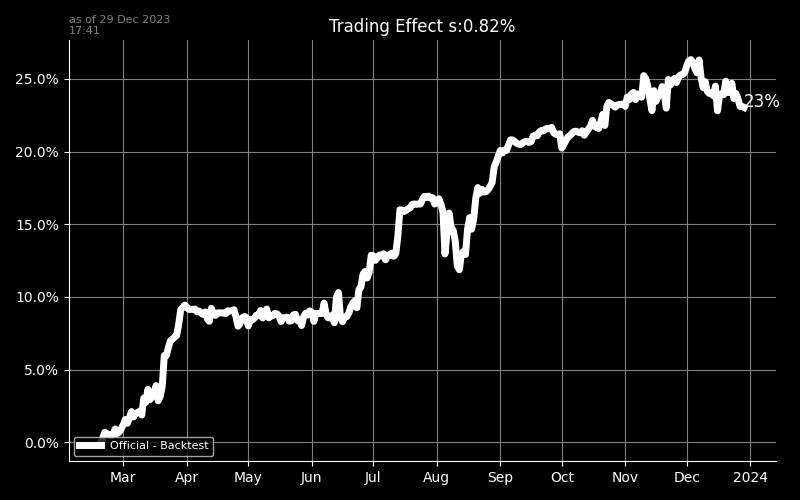 as of 29 Dec 2023
17:41
Trading Effect s:0.82%
25.0%
20.0%
15.0%
10.0%
5.0%
0.0%
23%
Official - Backtest
Mar Apr May Jun Jul Aug Sep Oct Nov Dec 2024